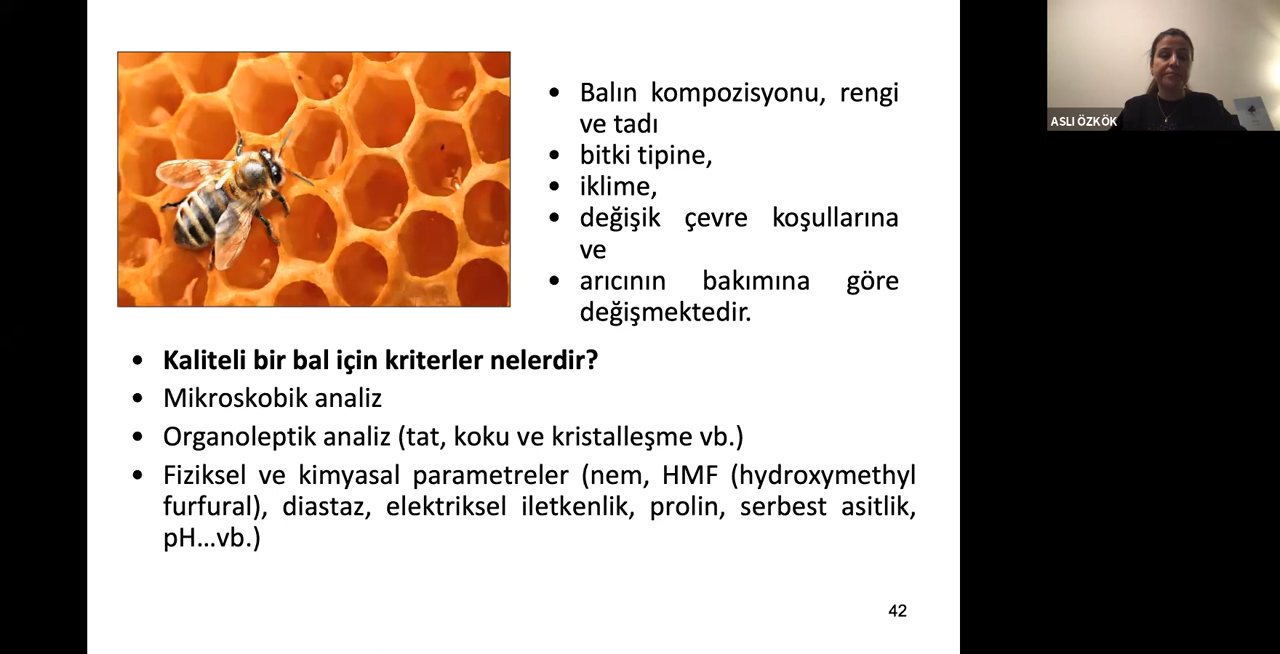 • Balın kompozisyonu, rengi
ve tadı
• bitki tipine,
• iklime,
• değişik çevre koşullarına
ve
• arıcının bakımına göre
değişmektedir.
• Kaliteli bir bal için kriterler nelerdir?
• Mikroskobik analiz
• Organoleptik analiz (tat, koku ve kristalleşme vb.)
• Fiziksel ve kimyasal parametreler (nem, HMF (hydroxymethyl
furfural), diastaz, elektriksel iletkenlik, prolin, serbest asitlik,
pH...vb.)
42
ASLI ÖZKÖK